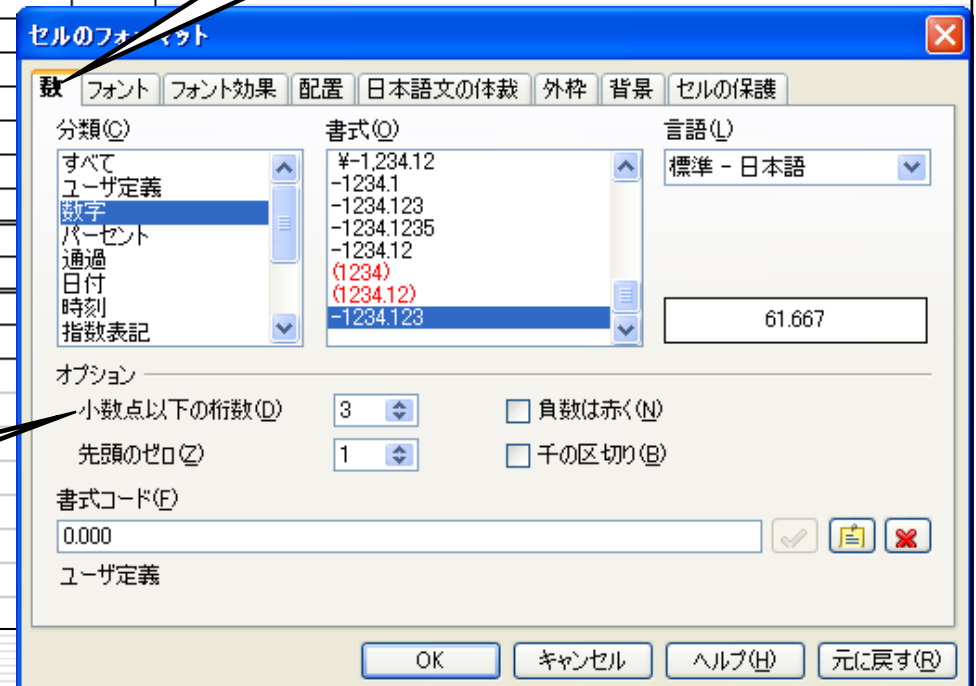 セルのフォーマット
数 フォント フォント効果 配置 日本語文の体裁 外枠 背景 セルの保護
分類(C) 書式(O) 言語(L)
すべて
ユーザ定義
数字
パーセント
通過
日付
時刻
指数表記
¥-1,234.12
-1234.1
-1234.123
-1234.1235
-1234.12
(1234)
(1234.12)
-1234.123
標準 - 日本語
61.667
オプション
小数点以下の桁数(D) 3 負数は赤く(N)
先頭のゼロ(Z) 1 千の区切り(B)
書式コード(F)
0.000
ユーザ定義
OK キャンセル ヘルプ(H) 元に戻す(R)